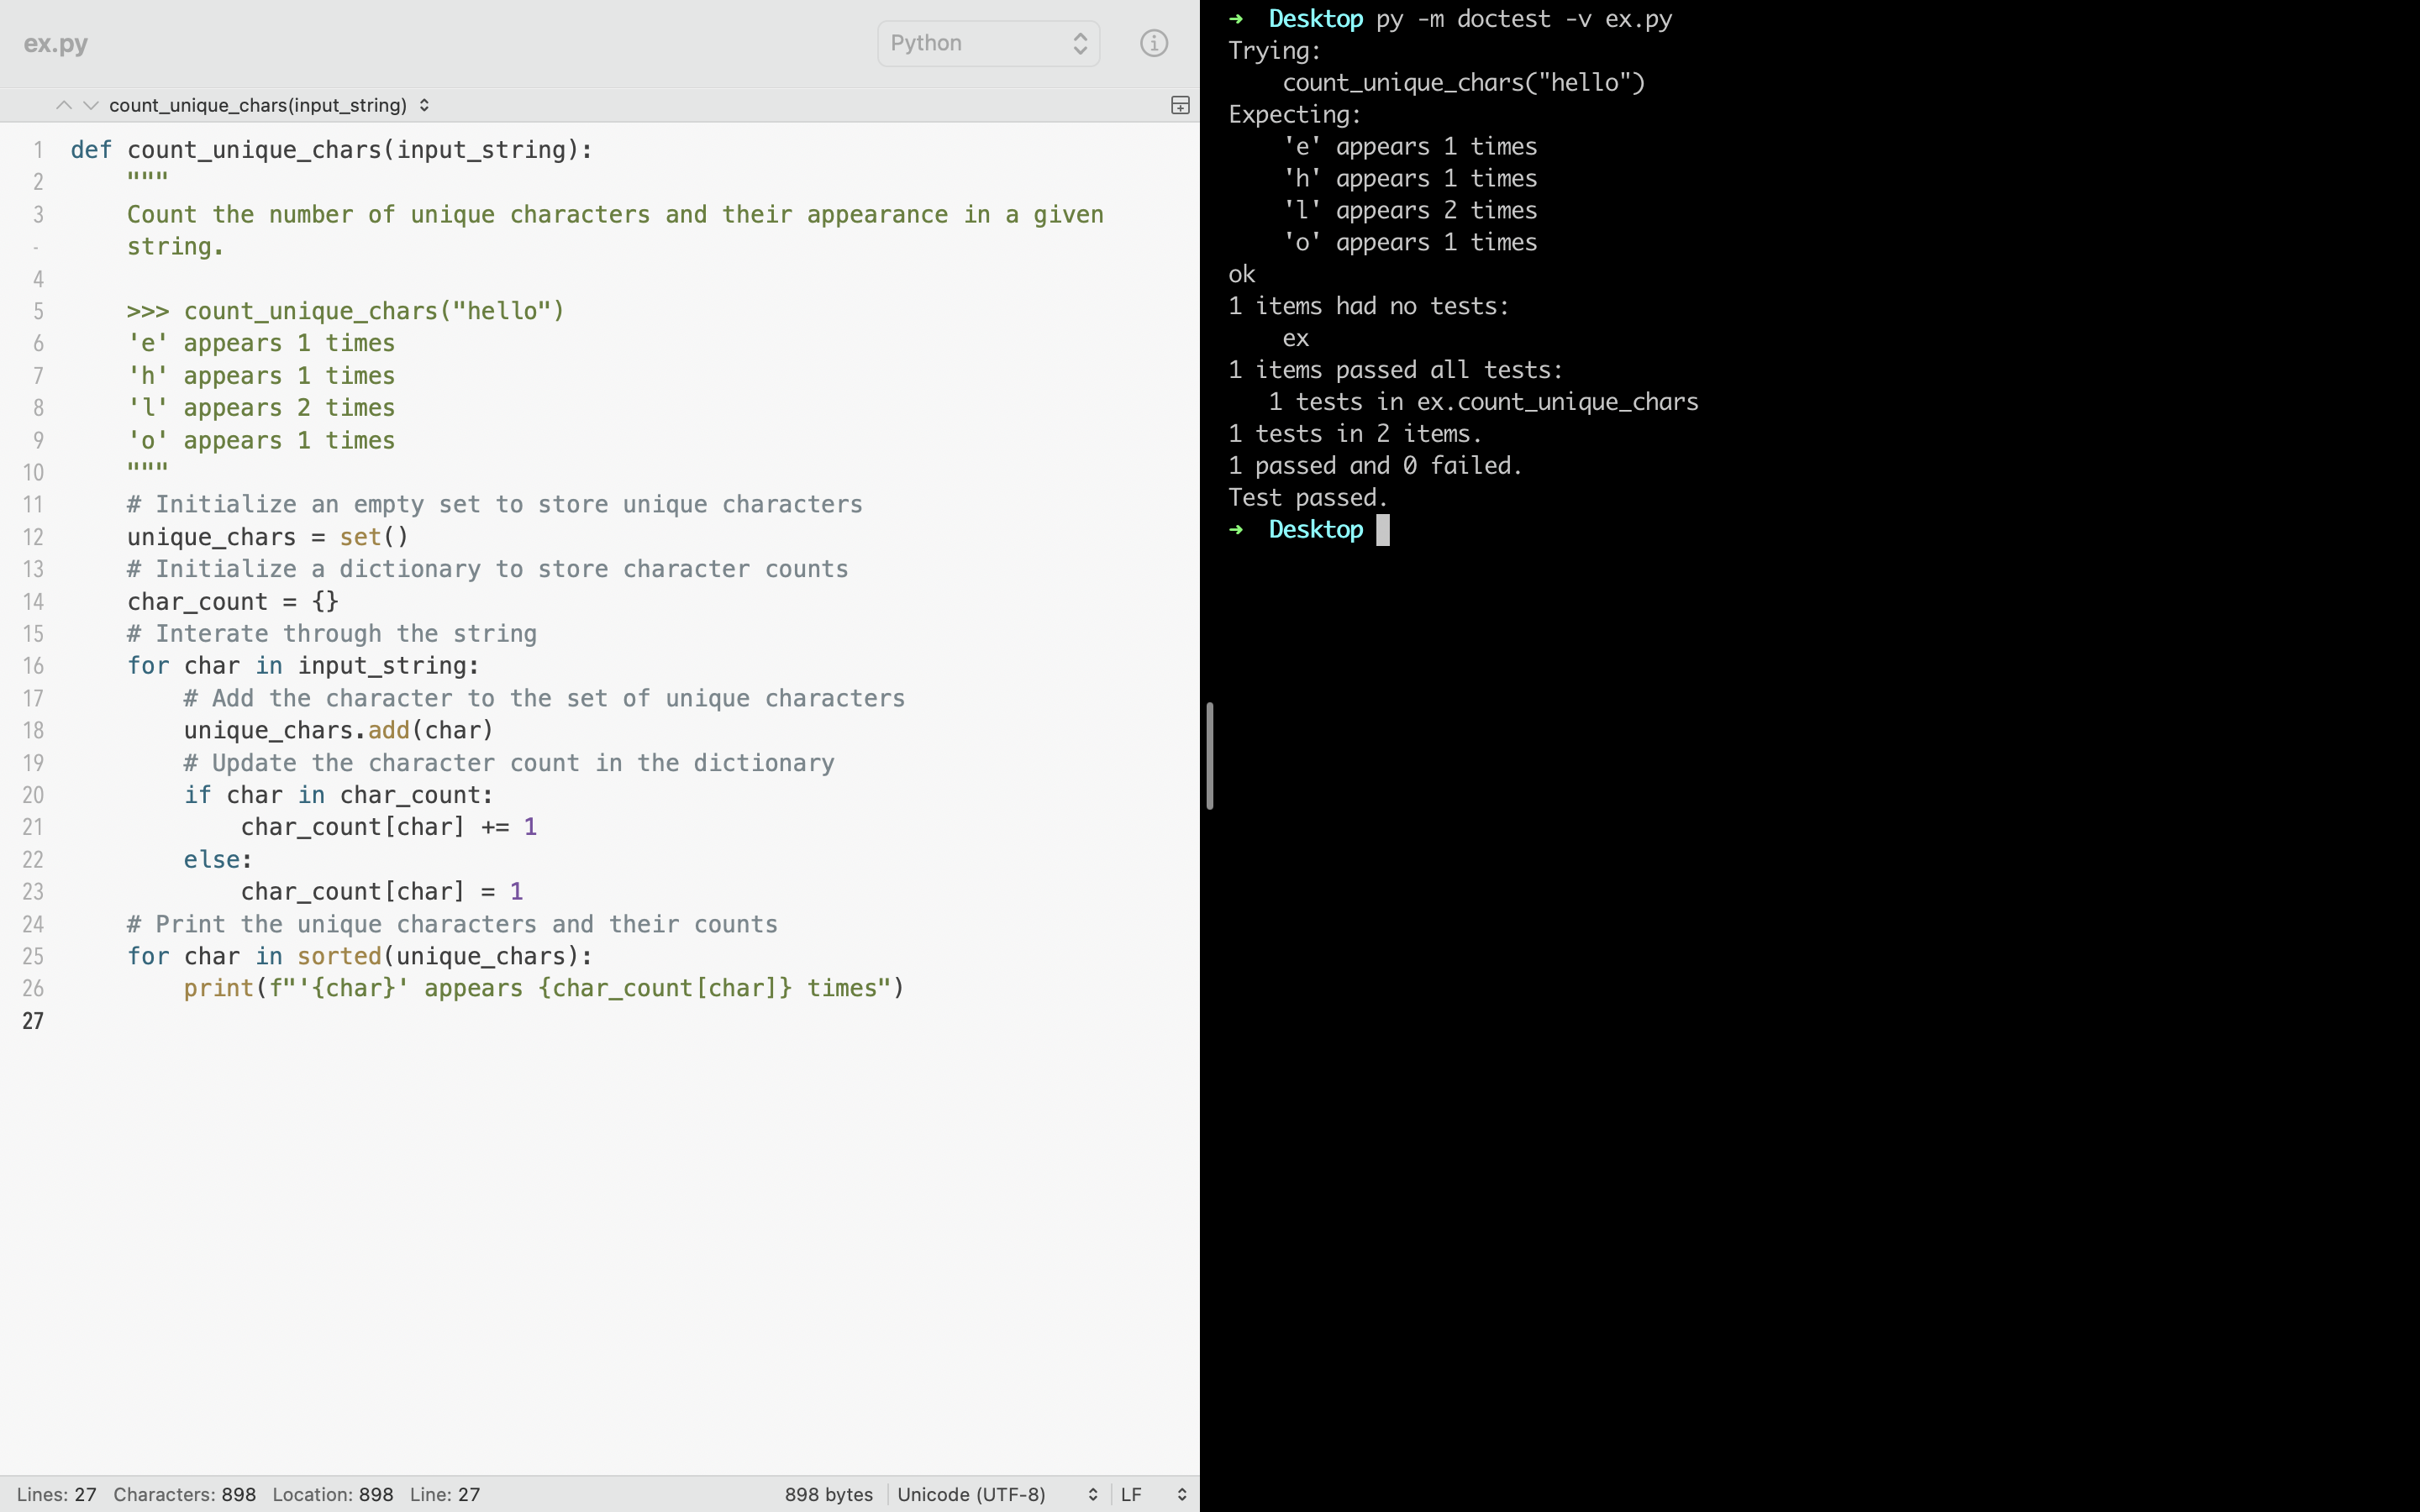 ex.py
Python
count_unique_chars(input_string)
1 def count_unique_chars(input_string):
2     """
3     Count the number of unique characters and their appearance in a given
-     string.
4
5     >>> count_unique_chars("hello")
6     'e' appears 1 times
7     'h' appears 1 times
8     'l' appears 2 times
9     'o' appears 1 times
10     """
11     # Initialize an empty set to store unique characters
12     unique_chars = set()
13     # Initialize a dictionary to store character counts
14     char_count = {}
15     # Interate through the string
16     for char in input_string:
17         # Add the character to the set of unique characters
18         unique_chars.add(char)
19         # Update the character count in the dictionary
20         if char in char_count:
21             char_count[char] += 1
22         else:
23             char_count[char] = 1
24     # Print the unique characters and their counts
25     for char in sorted(unique_chars):
26         print(f"'{char}' appears {char_count[char]} times")
27
Lines: 27 Characters: 898 Location: 898 Line: 27 898 bytes Unicode (UTF-8) LF
➜ Desktop py -m doctest -v ex.py
Trying:
    count_unique_chars("hello")
Expecting:
    'e' appears 1 times
    'h' appears 1 times
    'l' appears 2 times
    'o' appears 1 times
ok
1 items had no tests:
    ex
1 items passed all tests:
   1 tests in ex.count_unique_chars
1 tests in 2 items.
1 passed and 0 failed.
Test passed.
➜ Desktop